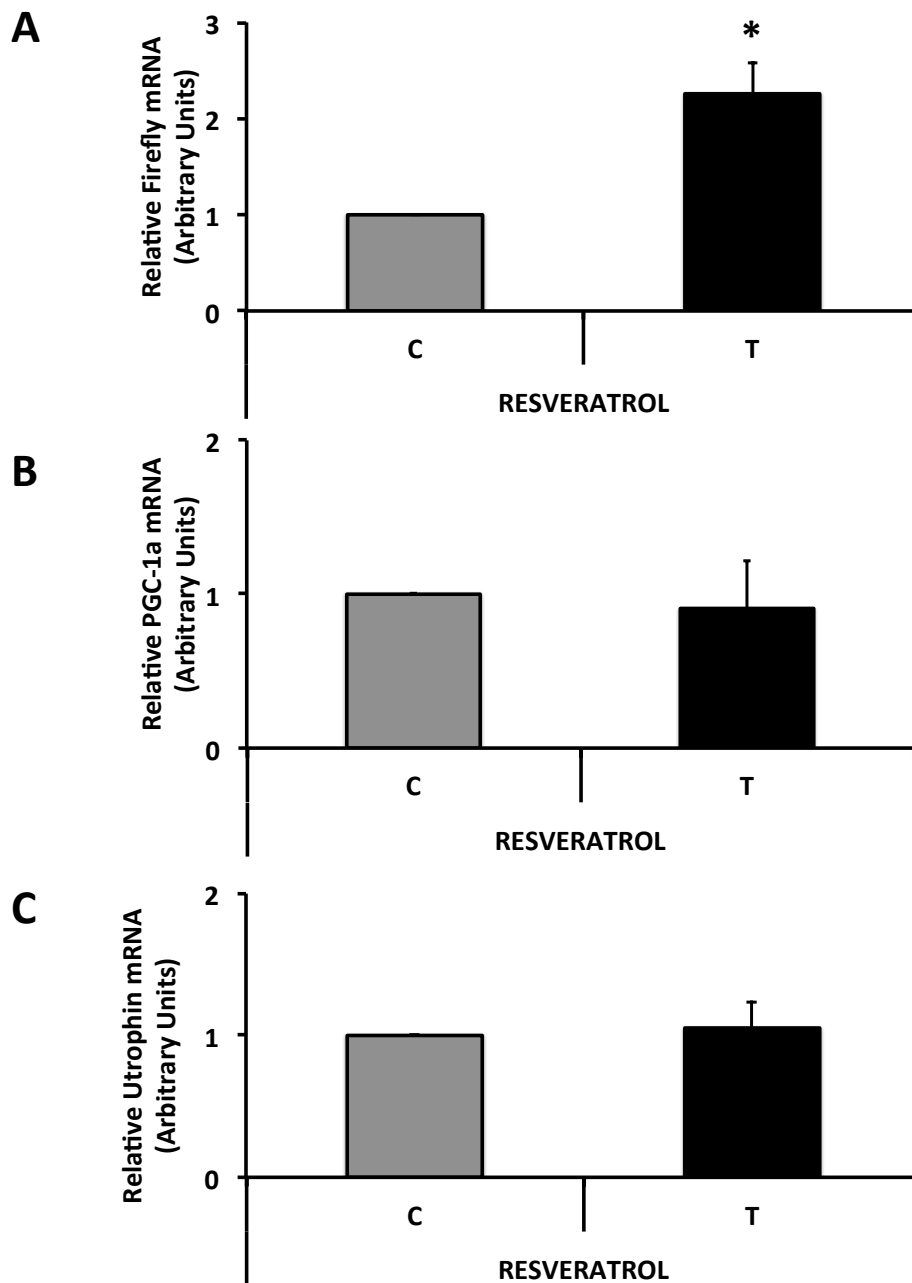 A
Relative Firefly mRNA
(Arbitrary Units)
3
2
1
0
*
C
T
RESVERATROL
B
Relative PGC-1a mRNA
(Arbitrary Units)
2
1
0
C
T
RESVERATROL
C
Relative Utrophin mRNA
(Arbitrary Units)
2
1
0
C
T
RESVERATROL